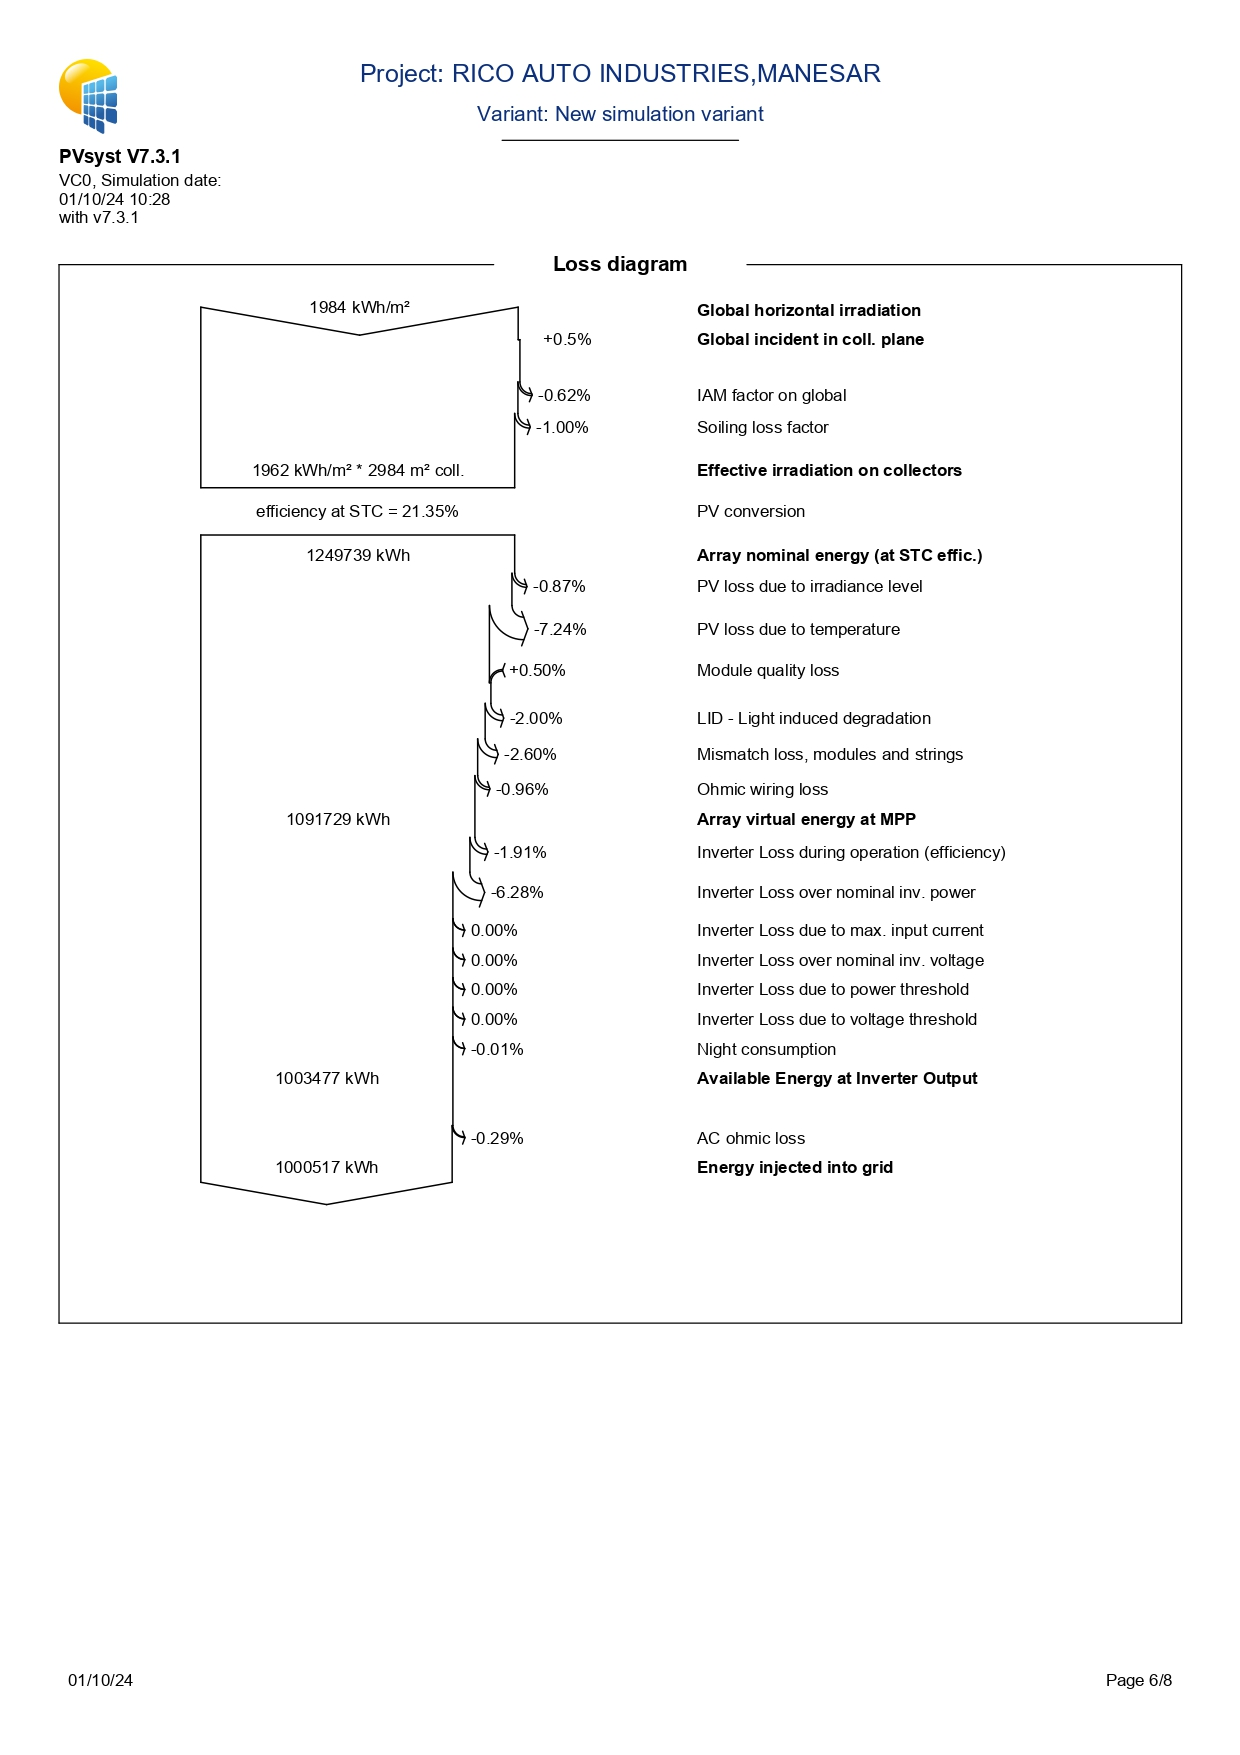 Project: RICO AUTO INDUSTRIES,MANESAR
Variant: New simulation variant
PVsyst V7.3.1
VC0, Simulation date:
01/10/24 10:28
with v7.3.1
Loss diagram
1984 kWh/m² Global horizontal irradiation
+0.5% Global incident in coll. plane
-0.62% IAM factor on global
-1.00% Soiling loss factor
1962 kWh/m² * 2984 m² coll. Effective irradiation on collectors
efficiency at STC = 21.35% PV conversion
1249739 kWh Array nominal energy (at STC effic.)
-0.87% PV loss due to irradiance level
-7.24% PV loss due to temperature
+0.50% Module quality loss
-2.00% LID - Light induced degradation
-2.60% Mismatch loss, modules and strings
-0.96% Ohmic wiring loss
1091729 kWh Array virtual energy at MPP
-1.91% Inverter Loss during operation (efficiency)
-6.28% Inverter Loss over nominal inv. power
0.00% Inverter Loss due to max. input current
0.00% Inverter Loss over nominal inv. voltage
0.00% Inverter Loss due to power threshold
0.00% Inverter Loss due to voltage threshold
-0.01% Night consumption
1003477 kWh Available Energy at Inverter Output
-0.29% AC ohmic loss
1000517 kWh Energy injected into grid
01/10/24 Page 6/8